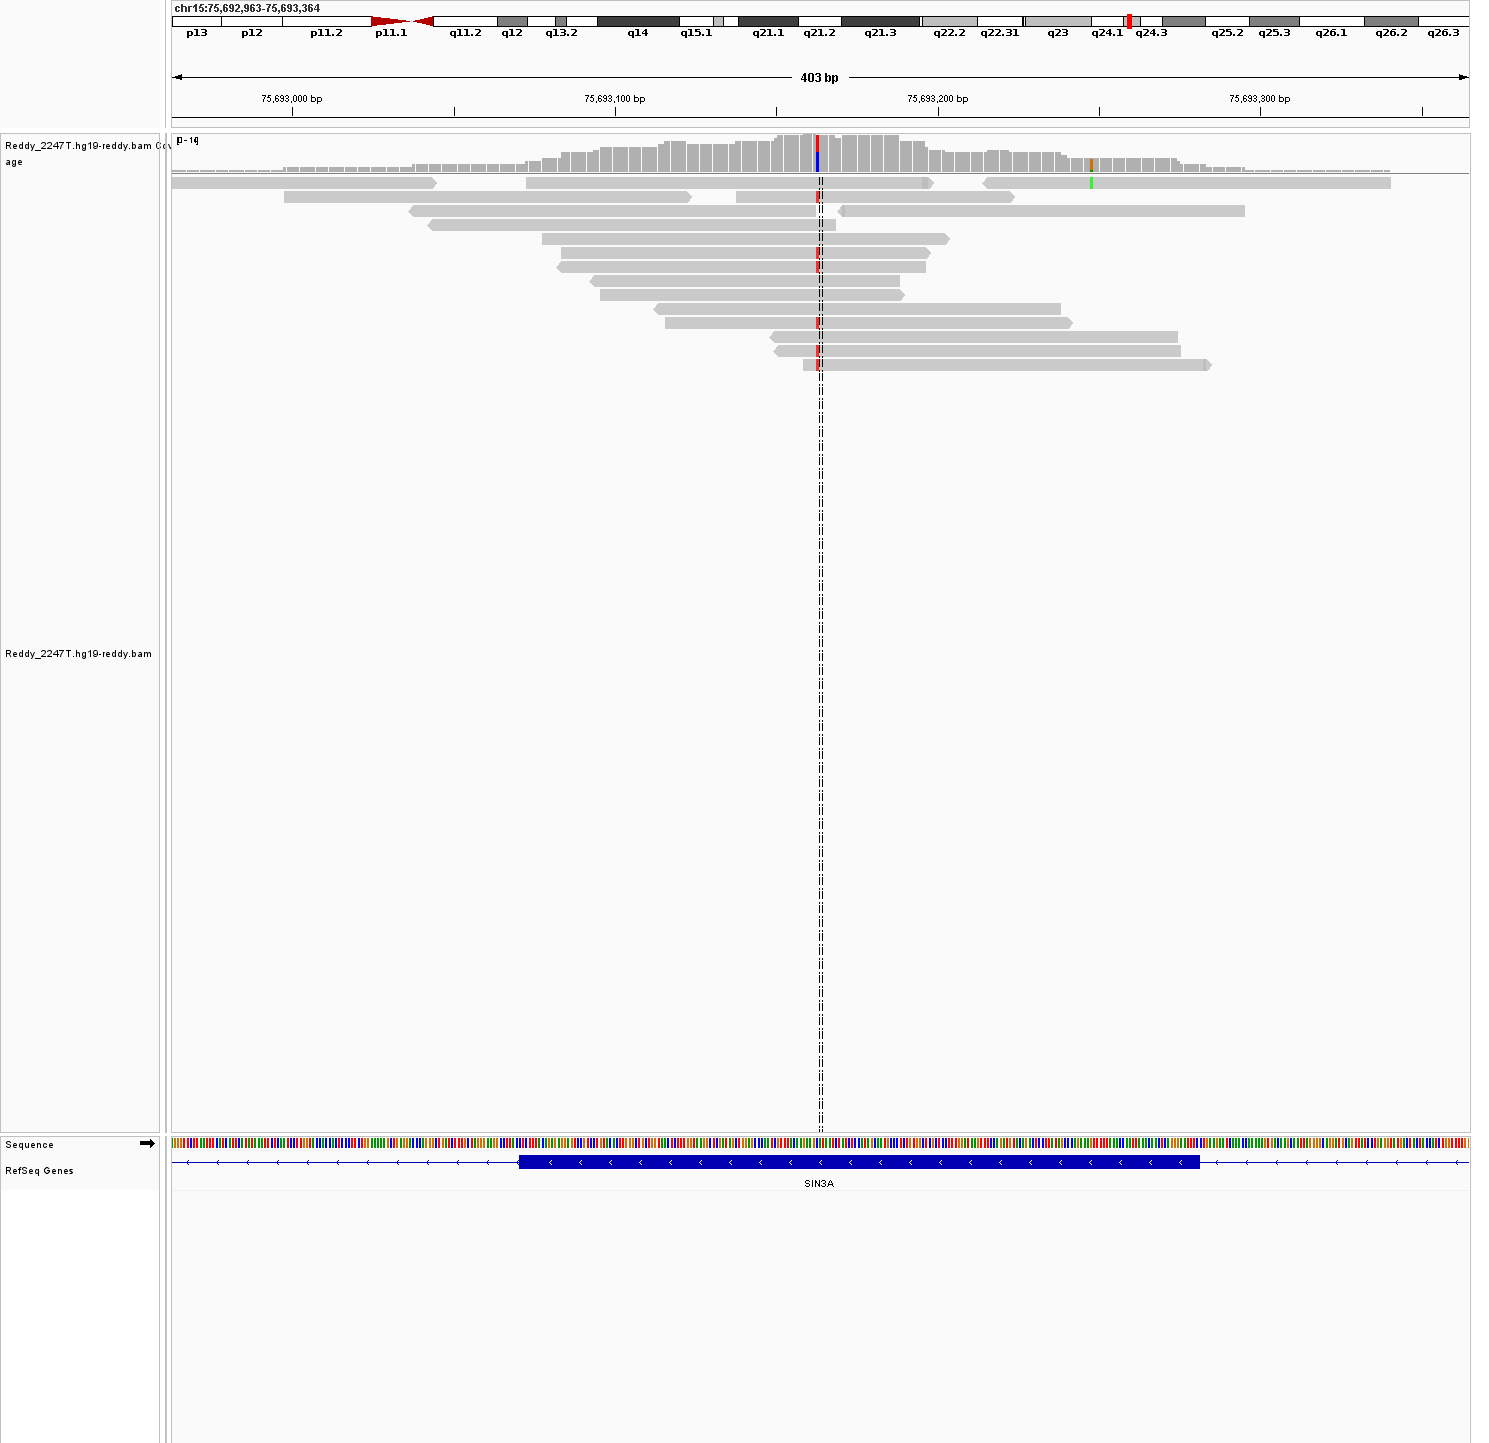 chr15:75,692,963-75,693,364
p13 p12 p11.2 p11.1 q11.2 q12 q13.2 q14 q15.1 q21.1 q21.2 q21.3 q22.2 q22.31 q23 q24.1 q24.3 q25.2 q25.3 q26.1 q26.2 q26.3
403 bp
75,693,000 bp 75,693,100 bp 75,693,200 bp 75,693,300 bp
Reddy_2247T.hg19-reddy.bam Cov
age
Reddy_2247T.hg19-reddy.bam
Sequence
RefSeq Genes
SIN3A